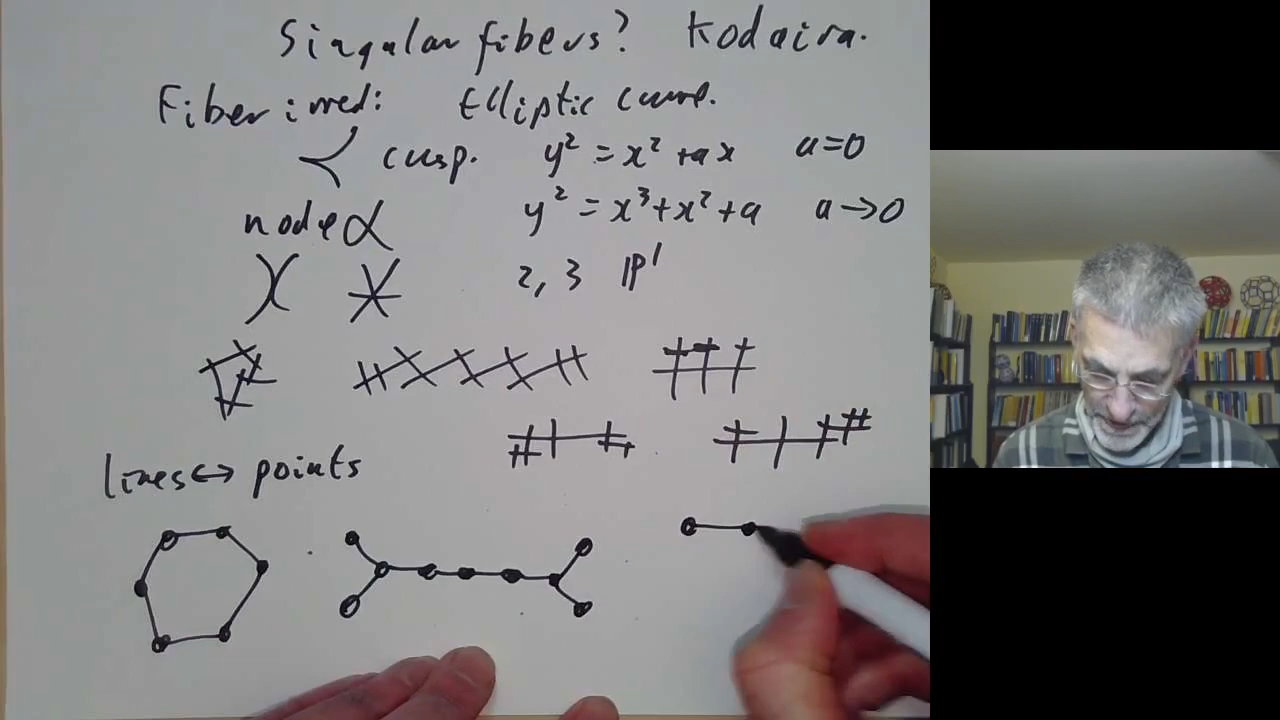 Singular fibers? Kodaira.
Fiber irred: Elliptic curve.
cusp. y² = x² + ax a=0
node y² = x³+x²+a a→0
2, 3 ℙ¹
lines ↔ points